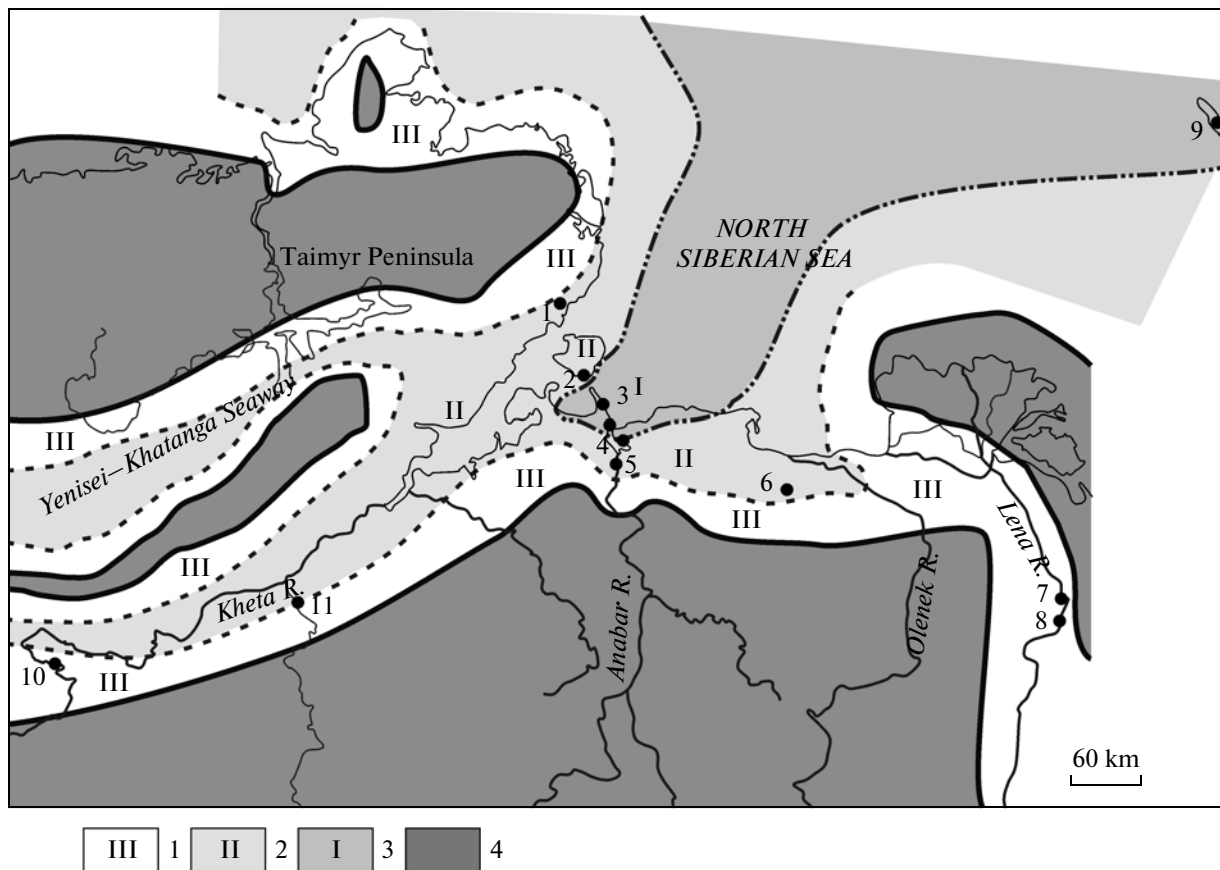 III
9
NORTH
SIBERIAN SEA
Taimyr Peninsula
III
1
II
2
3
I
II
4
5
II
6
III
III
III
Yenisei–Khatanga Seaway
III
III
Lena R.
Kheta R.
11
Anabar R.
Olenek R.
7
8
10
III
60 km
III 1 II 2 I 3 4